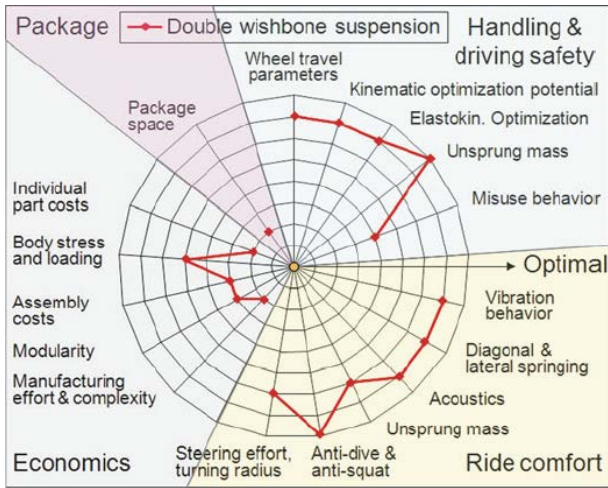 Package
Double wishbone suspension
Handling &
driving safety
Wheel travel
parameters
Kinematic optimization potential
Elastokin. Optimization
Unsprung mass
Misuse behavior
Package
space
Individual
part costs
Body stress
and loading
Assembly
costs
Modularity
Manufacturing
effort & complexity
Optimal
Vibration
behavior
Diagonal &
lateral springing
Acoustics
Unsprung mass
Steering effort,
turning radius
Anti-dive &
anti-squat
Economics
Ride comfort